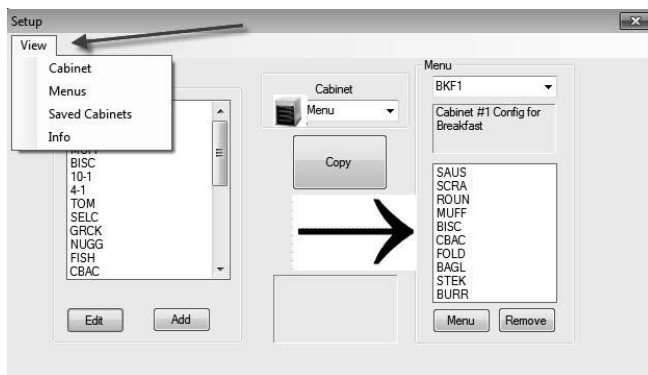 Setup
View
Cabinet
Menus
Saved Cabinets
Info
BISC
10-1
4-1
TOM
SELC
GRCK
NUGG
FISH
CBAC
Edit
Add
Cabinet
Menu
Copy
Menu
BKF1
Cabinet #1 Config for
Breakfast
SAUS
SCRA
ROUN
MUFF
BISC
CBAC
FOLD
BAGL
STEK
BURR
Menu
Remove